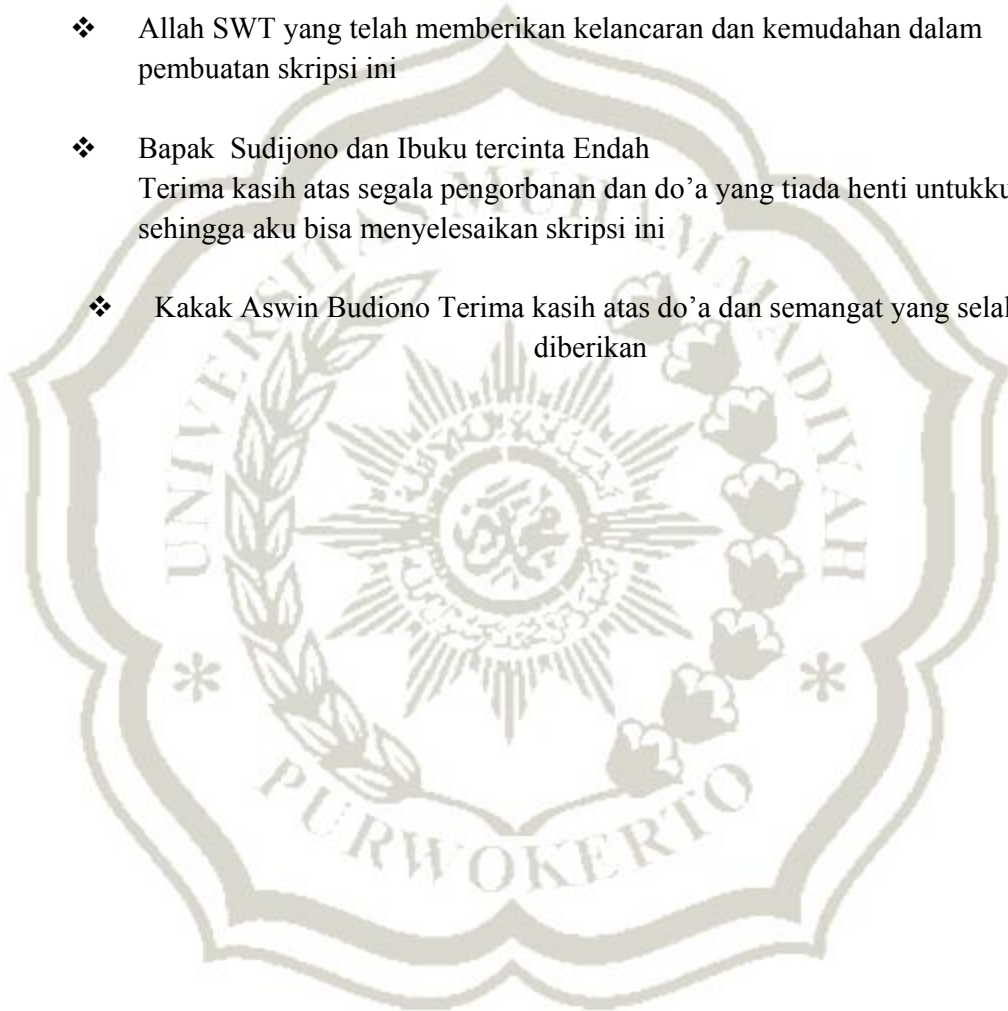 ❖ Allah SWT yang telah memberikan kelancaran dan kemudahan dalam
pembuatan skripsi ini
❖ Bapak  Sudijono dan Ibuku tercinta Endah
Terima kasih atas segala pengorbanan dan do’a yang tiada henti untukku
sehingga aku bisa menyelesaikan skripsi ini
❖ Kakak Aswin Budiono Terima kasih atas do’a dan semangat yang
diberikan
UNIVERSITAS MUHAMMADIYAH
PURWOKERTO